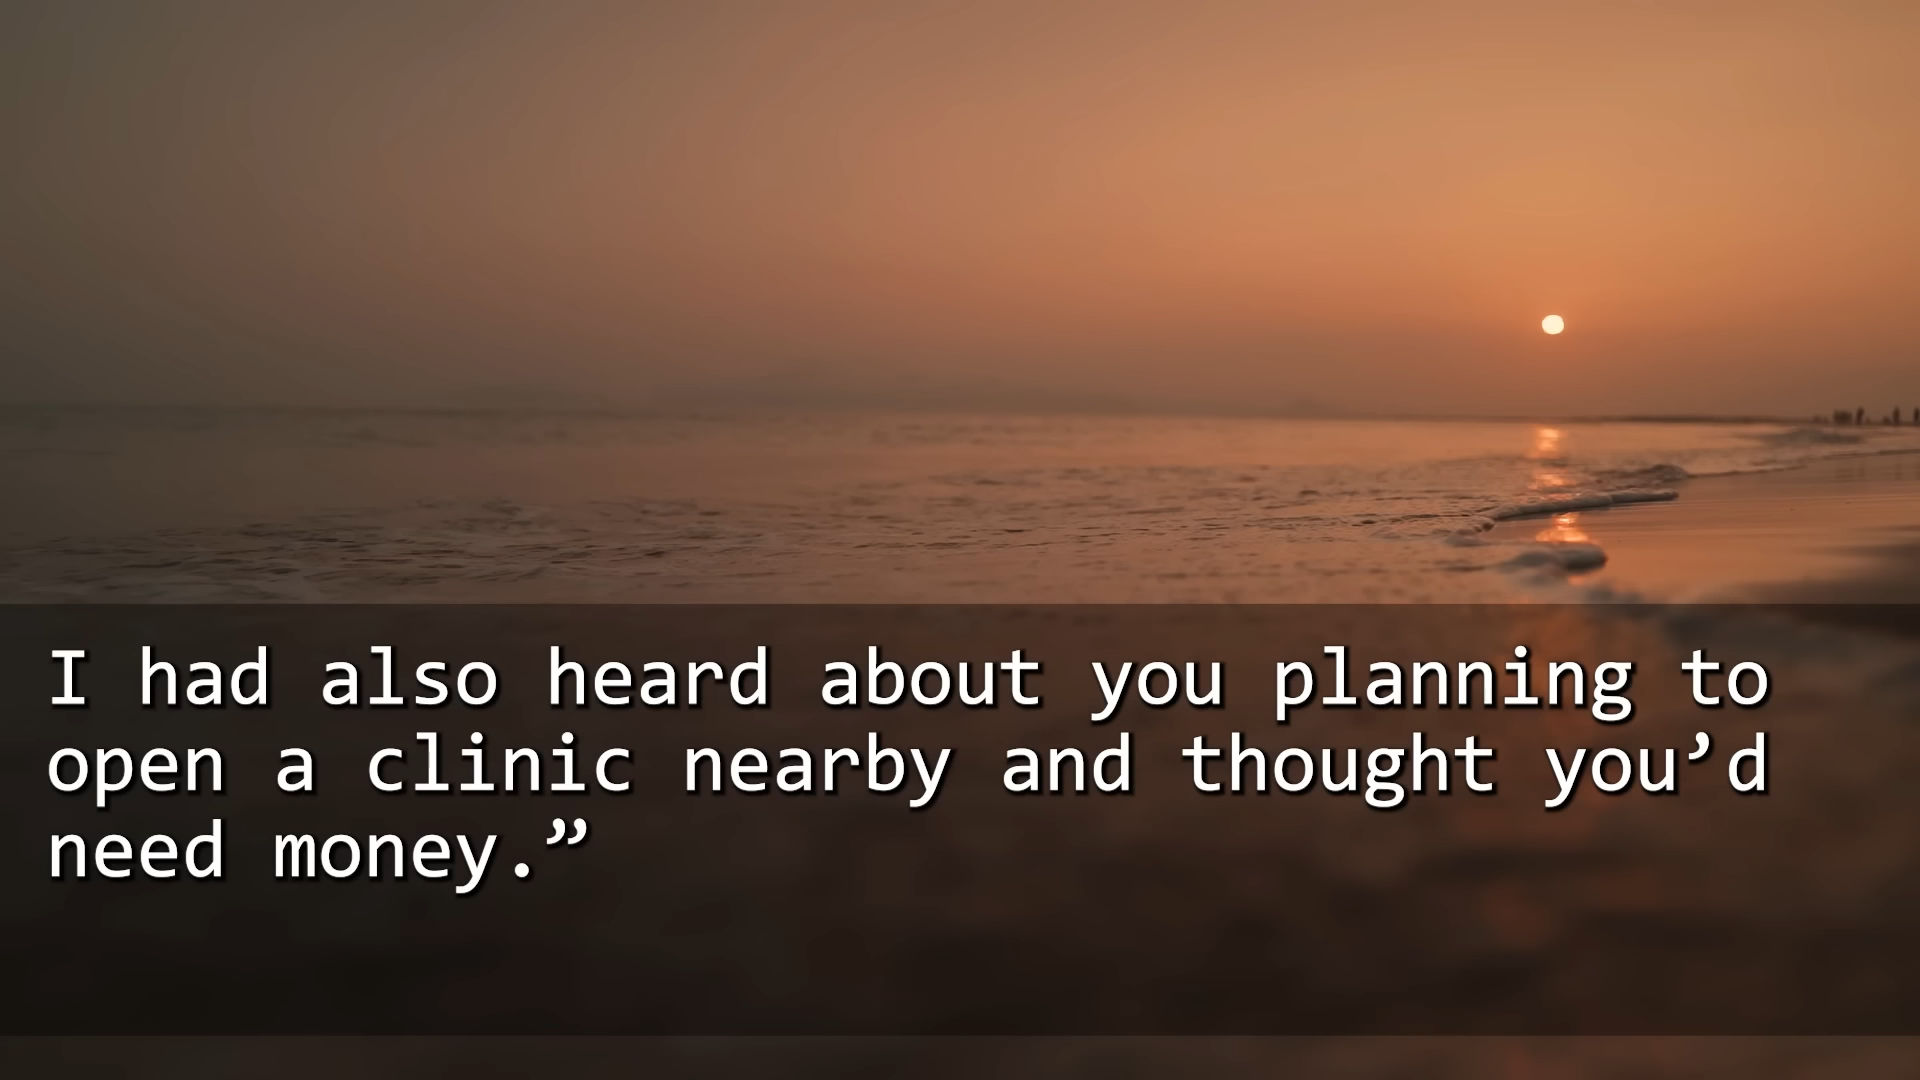 I had also heard about you planning to
open a clinic nearby and thought you’d
need money.”